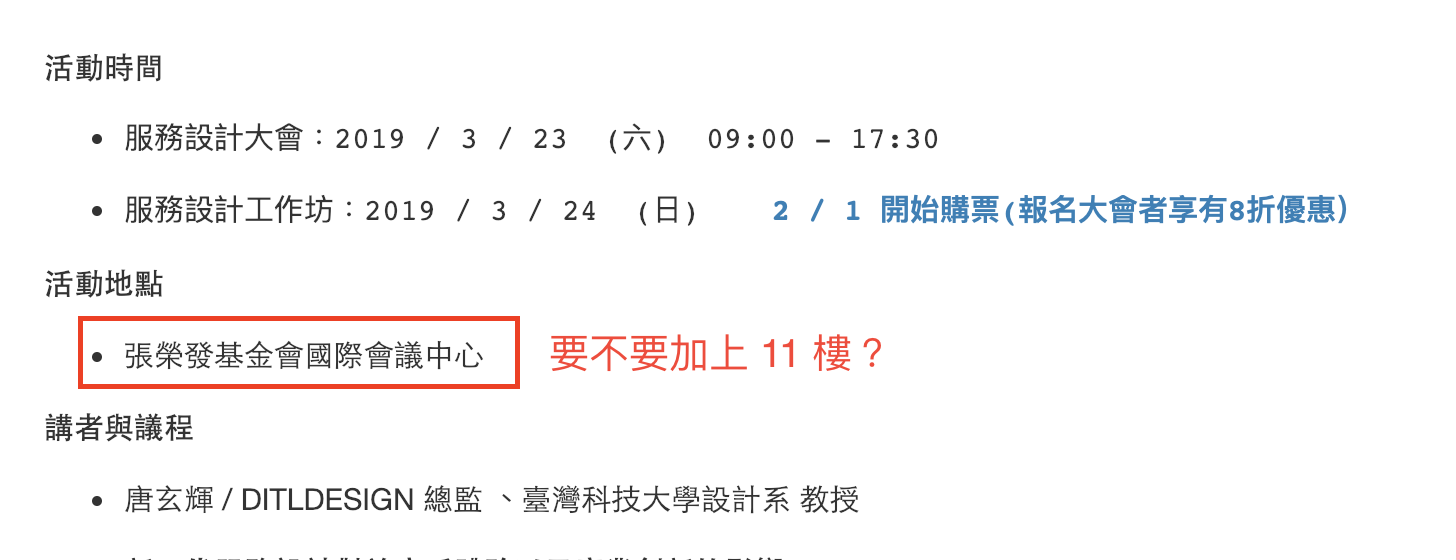 活動時間
• 服務設計大會：2019 / 3 / 23 (六) 09:00 - 17:30
• 服務設計工作坊：2019 / 3 / 24 (日) 2 / 1 開始購票(報名大會者享有8折優惠)
活動地點
• 張榮發基金會國際會議中心 要不要加上 11 樓？
講者與議程
• 唐玄輝 / DITLDESIGN 總監 、臺灣科技大學設計系 教授